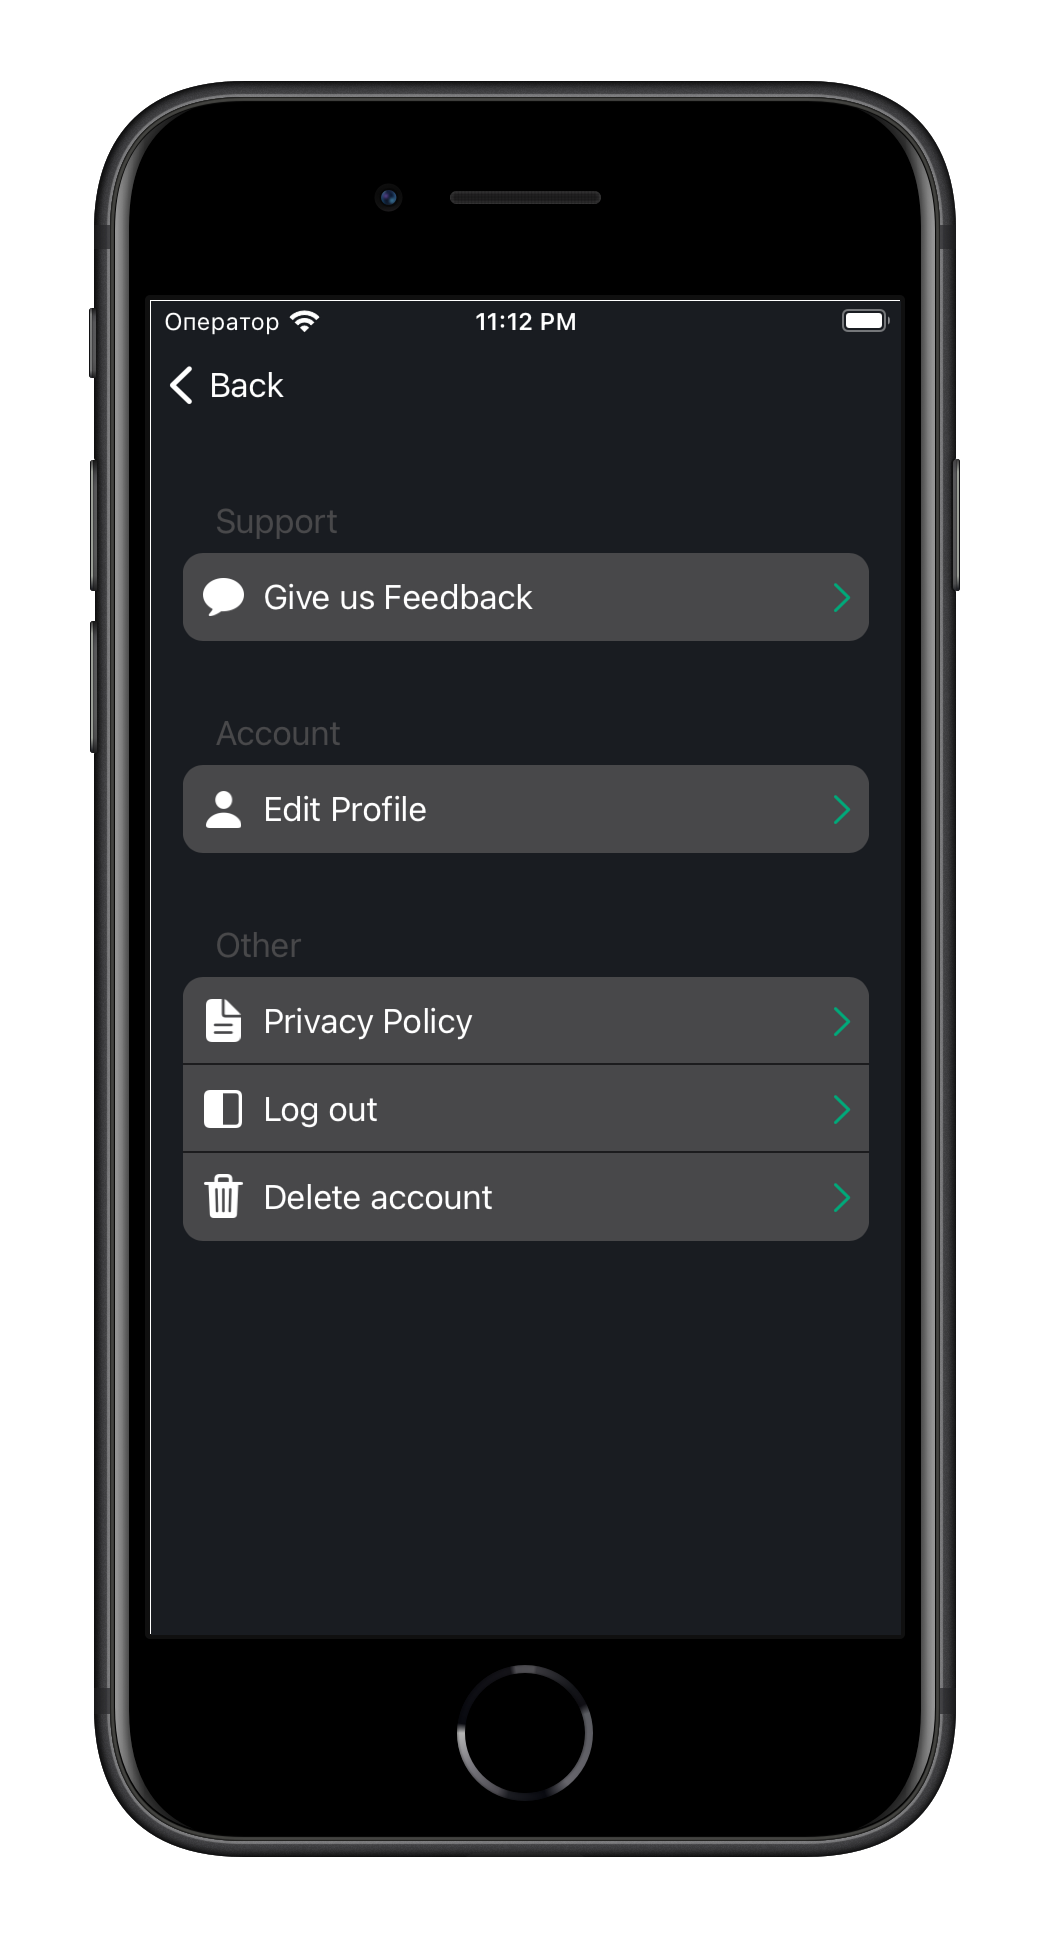 Оператор 11:12 PM
Back
Support
Give us Feedback
Account
Edit Profile
Other
Privacy Policy
Log out
Delete account